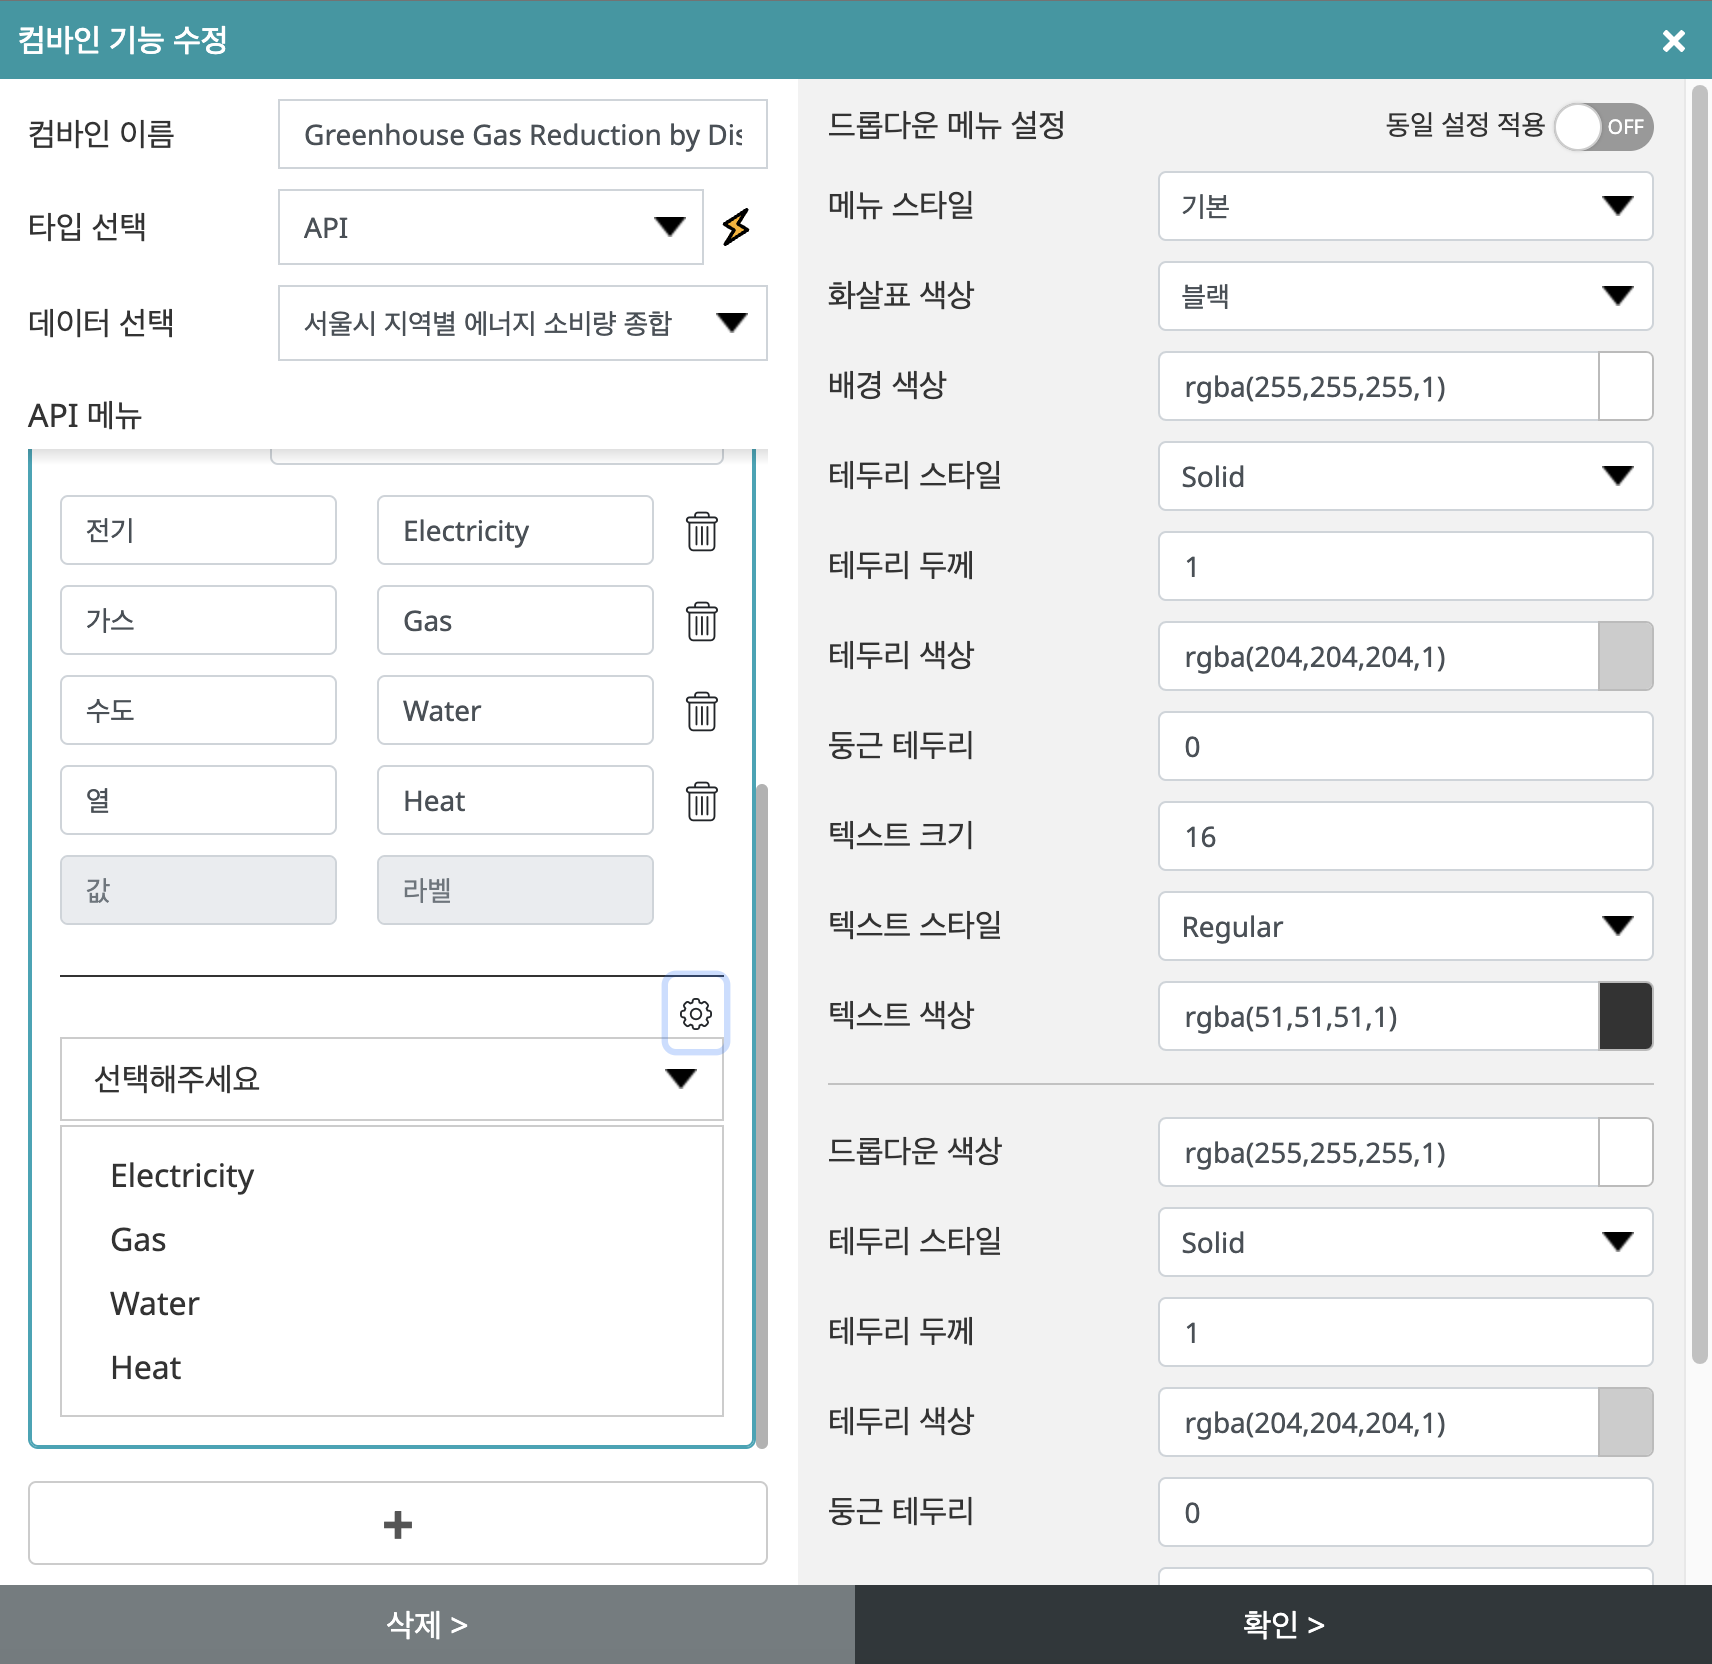 컴바인 기능 수정
컴바인 이름
Greenhouse Gas Reduction by Dis
타입 선택
API
데이터 선택
서울시 지역별 에너지 소비량 종합
API 메뉴
전기
Electricity
가스
Gas
수도
Water
열
Heat
값
라벨
선택해주세요
Electricity
Gas
Water
Heat
드롭다운 메뉴 설정
동일 설정 적용
OFF
메뉴 스타일
기본
화살표 색상
블랙
배경 색상
rgba(255,255,255,1)
테두리 스타일
Solid
테두리 두께
1
테두리 색상
rgba(204,204,204,1)
둥근 테두리
0
텍스트 크기
16
텍스트 스타일
Regular
텍스트 색상
rgba(51,51,51,1)
드롭다운 색상
rgba(255,255,255,1)
테두리 스타일
Solid
테두리 두께
1
테두리 색상
rgba(204,204,204,1)
둥근 테두리
0
삭제 >
확인 >